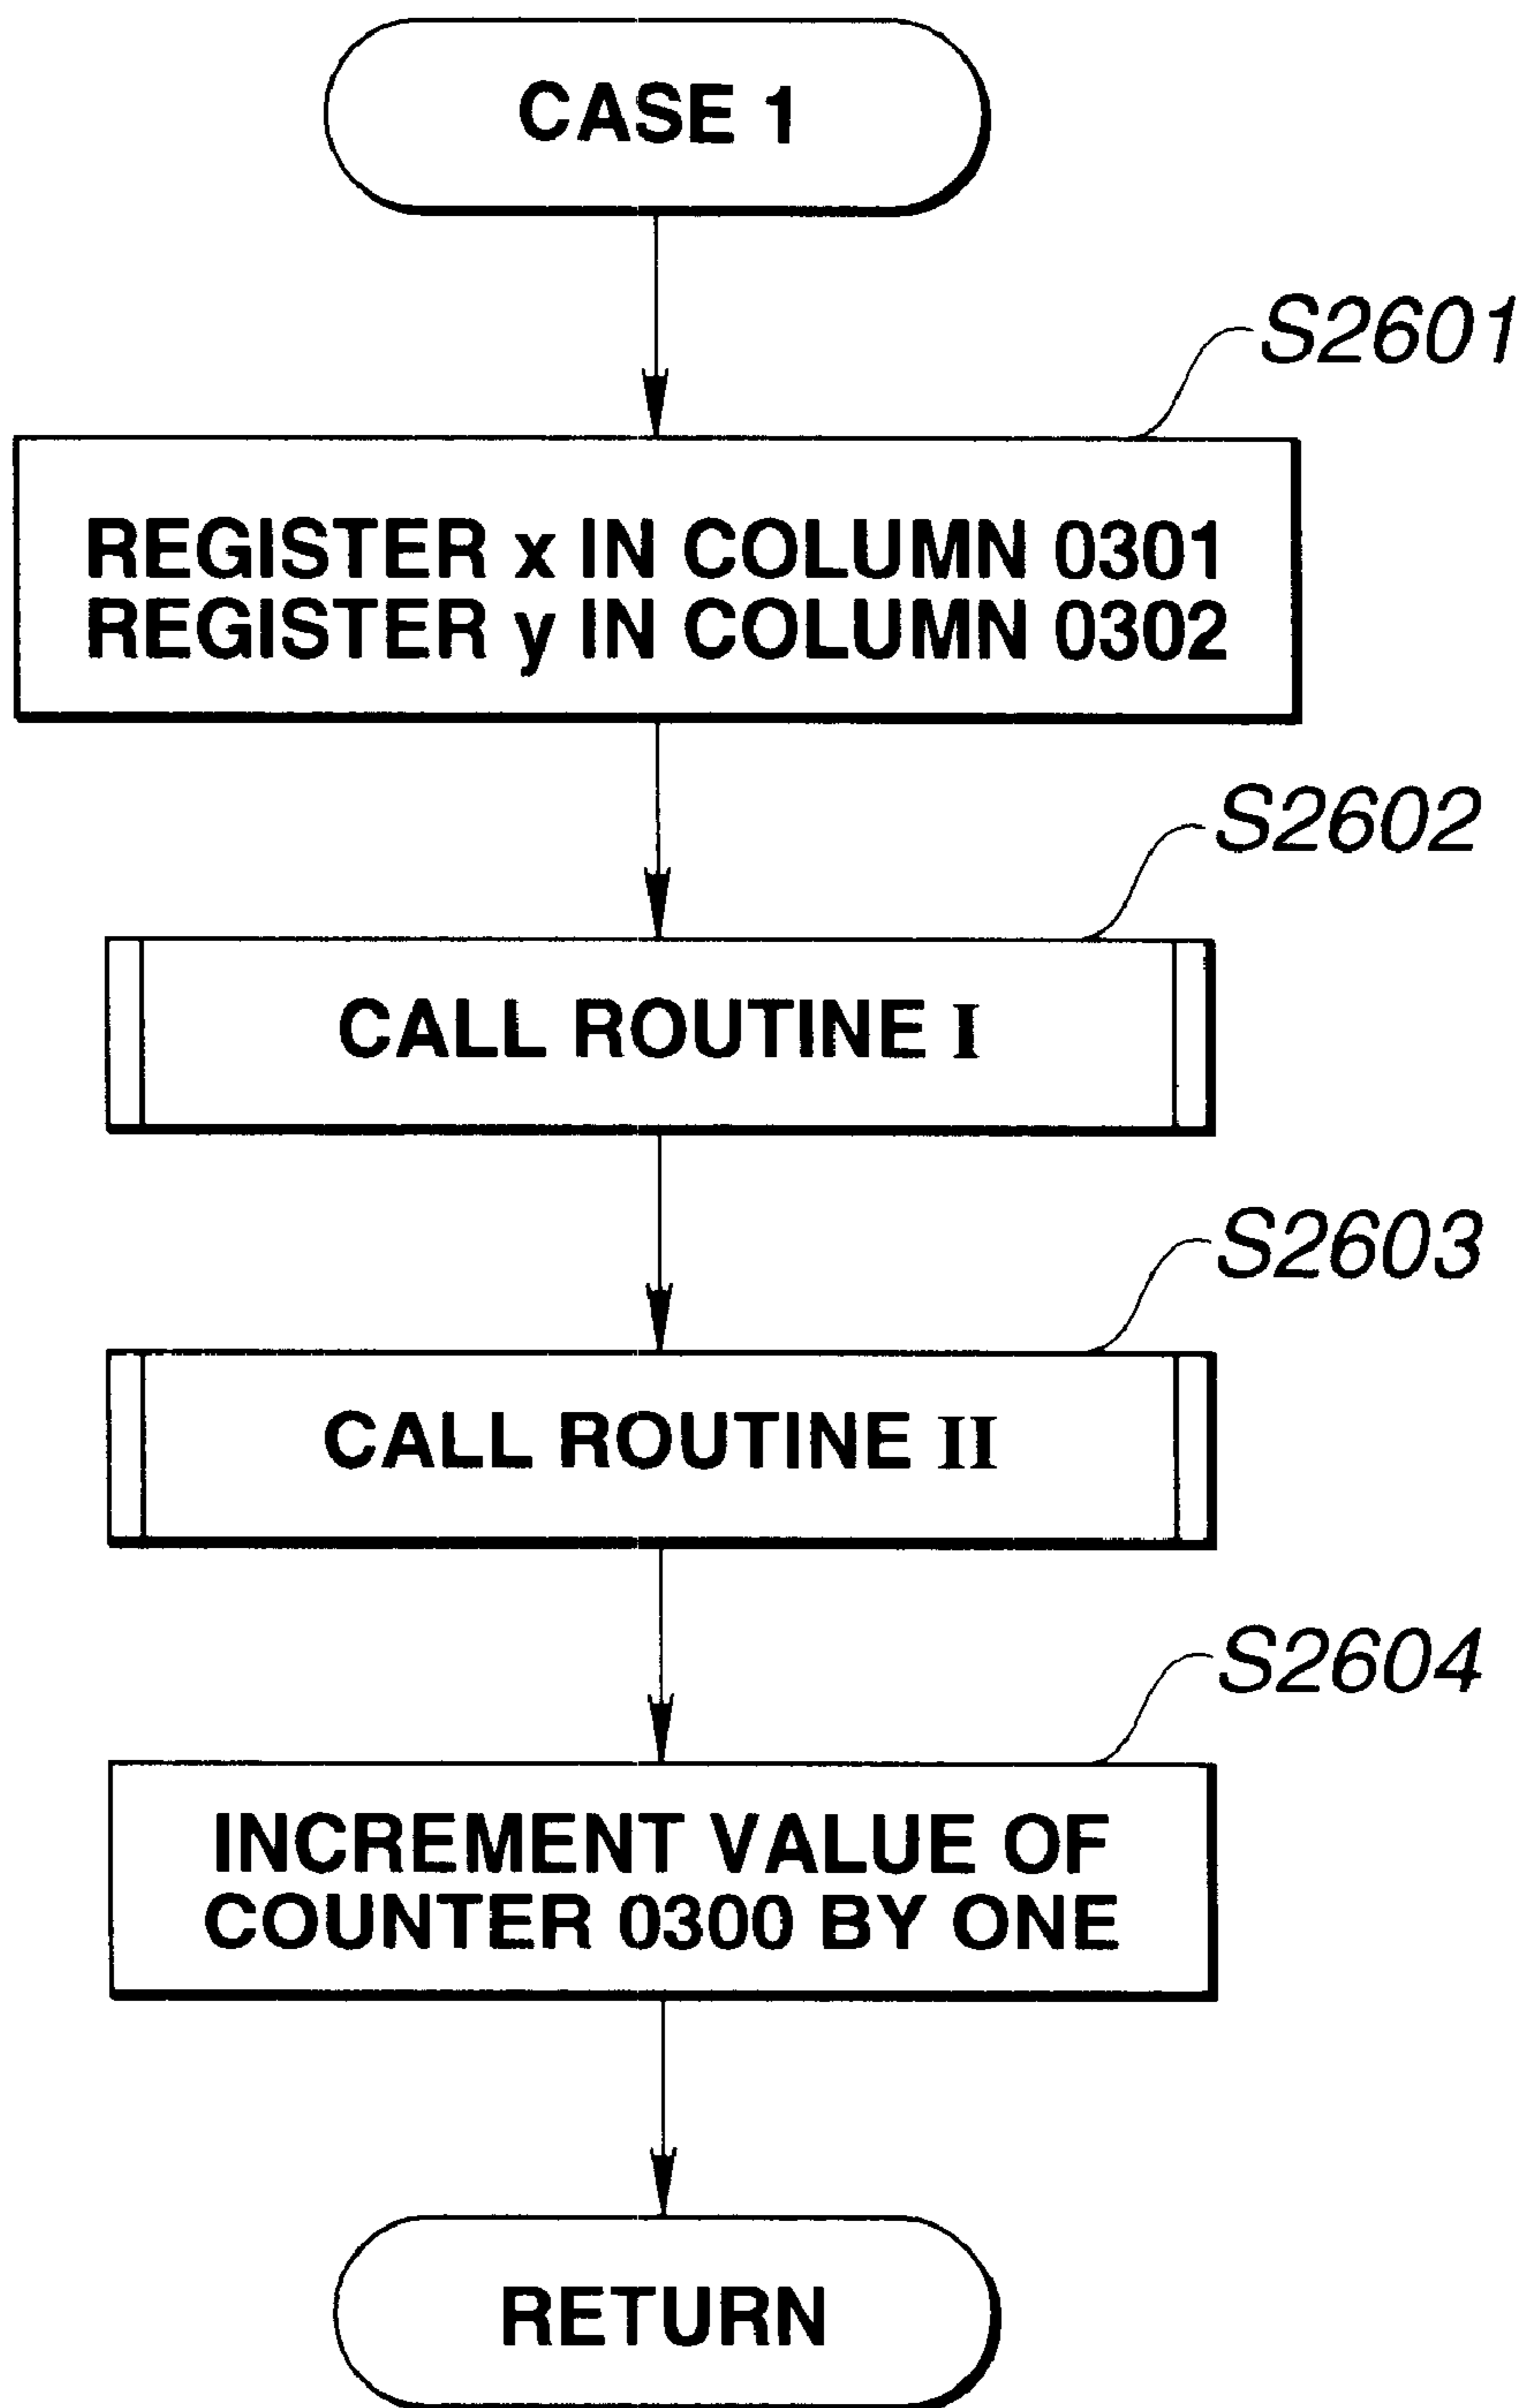 CASE 1
S2601
REGISTER x IN COLUMN 0301
REGISTER y IN COLUMN 0302
S2602
CALL ROUTINE I
S2603
CALL ROUTINE II
S2604
INCREMENT VALUE OF
COUNTER 0300 BY ONE
RETURN